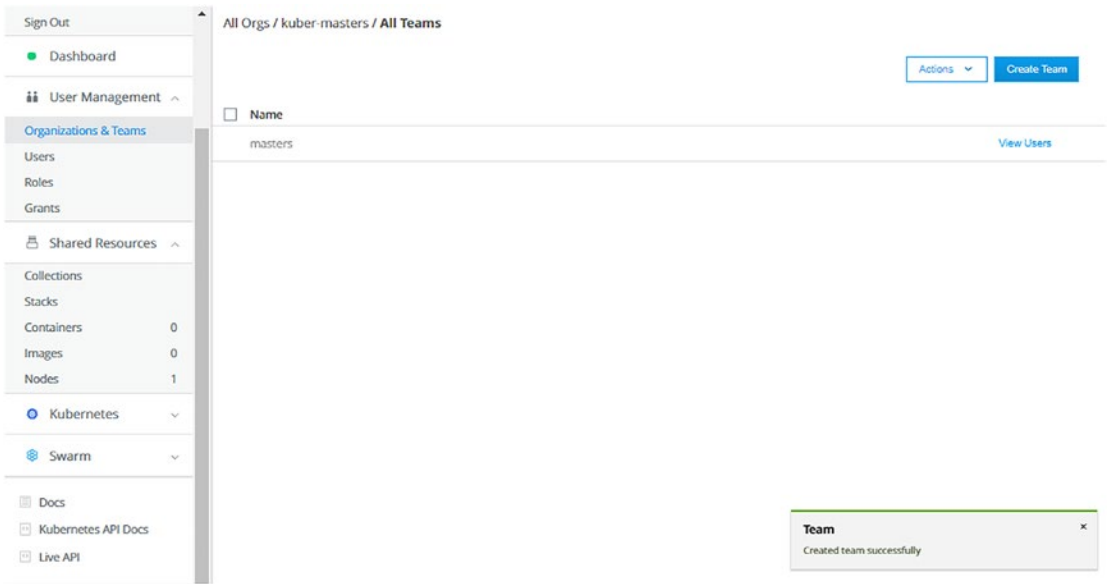 Sign Out
Dashboard
User Management
Organizations & Teams
Users
Roles
Grants
Shared Resources
Collections
Stacks
Containers 0
Images 0
Nodes 1
Kubernetes
Swarm
Docs
Kubernetes API Docs
Live API
All Orgs / kuber-masters / All Teams
Actions
Create Team
Name
masters
View Users
Team
Created team successfully